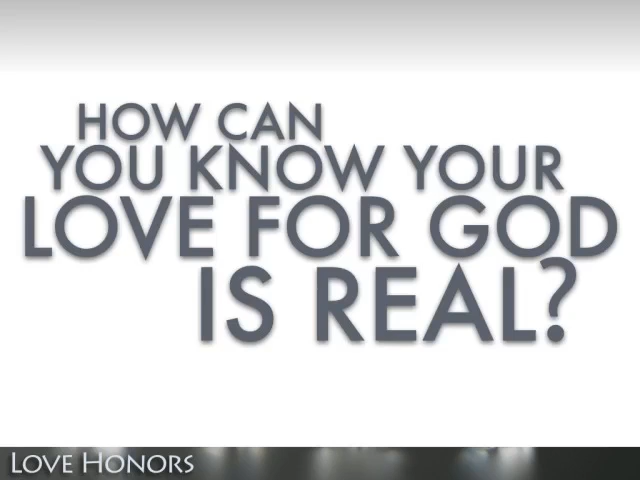 HOW CAN
YOU KNOW YOUR
LOVE FOR GOD
IS REAL?
LOVE HONORS